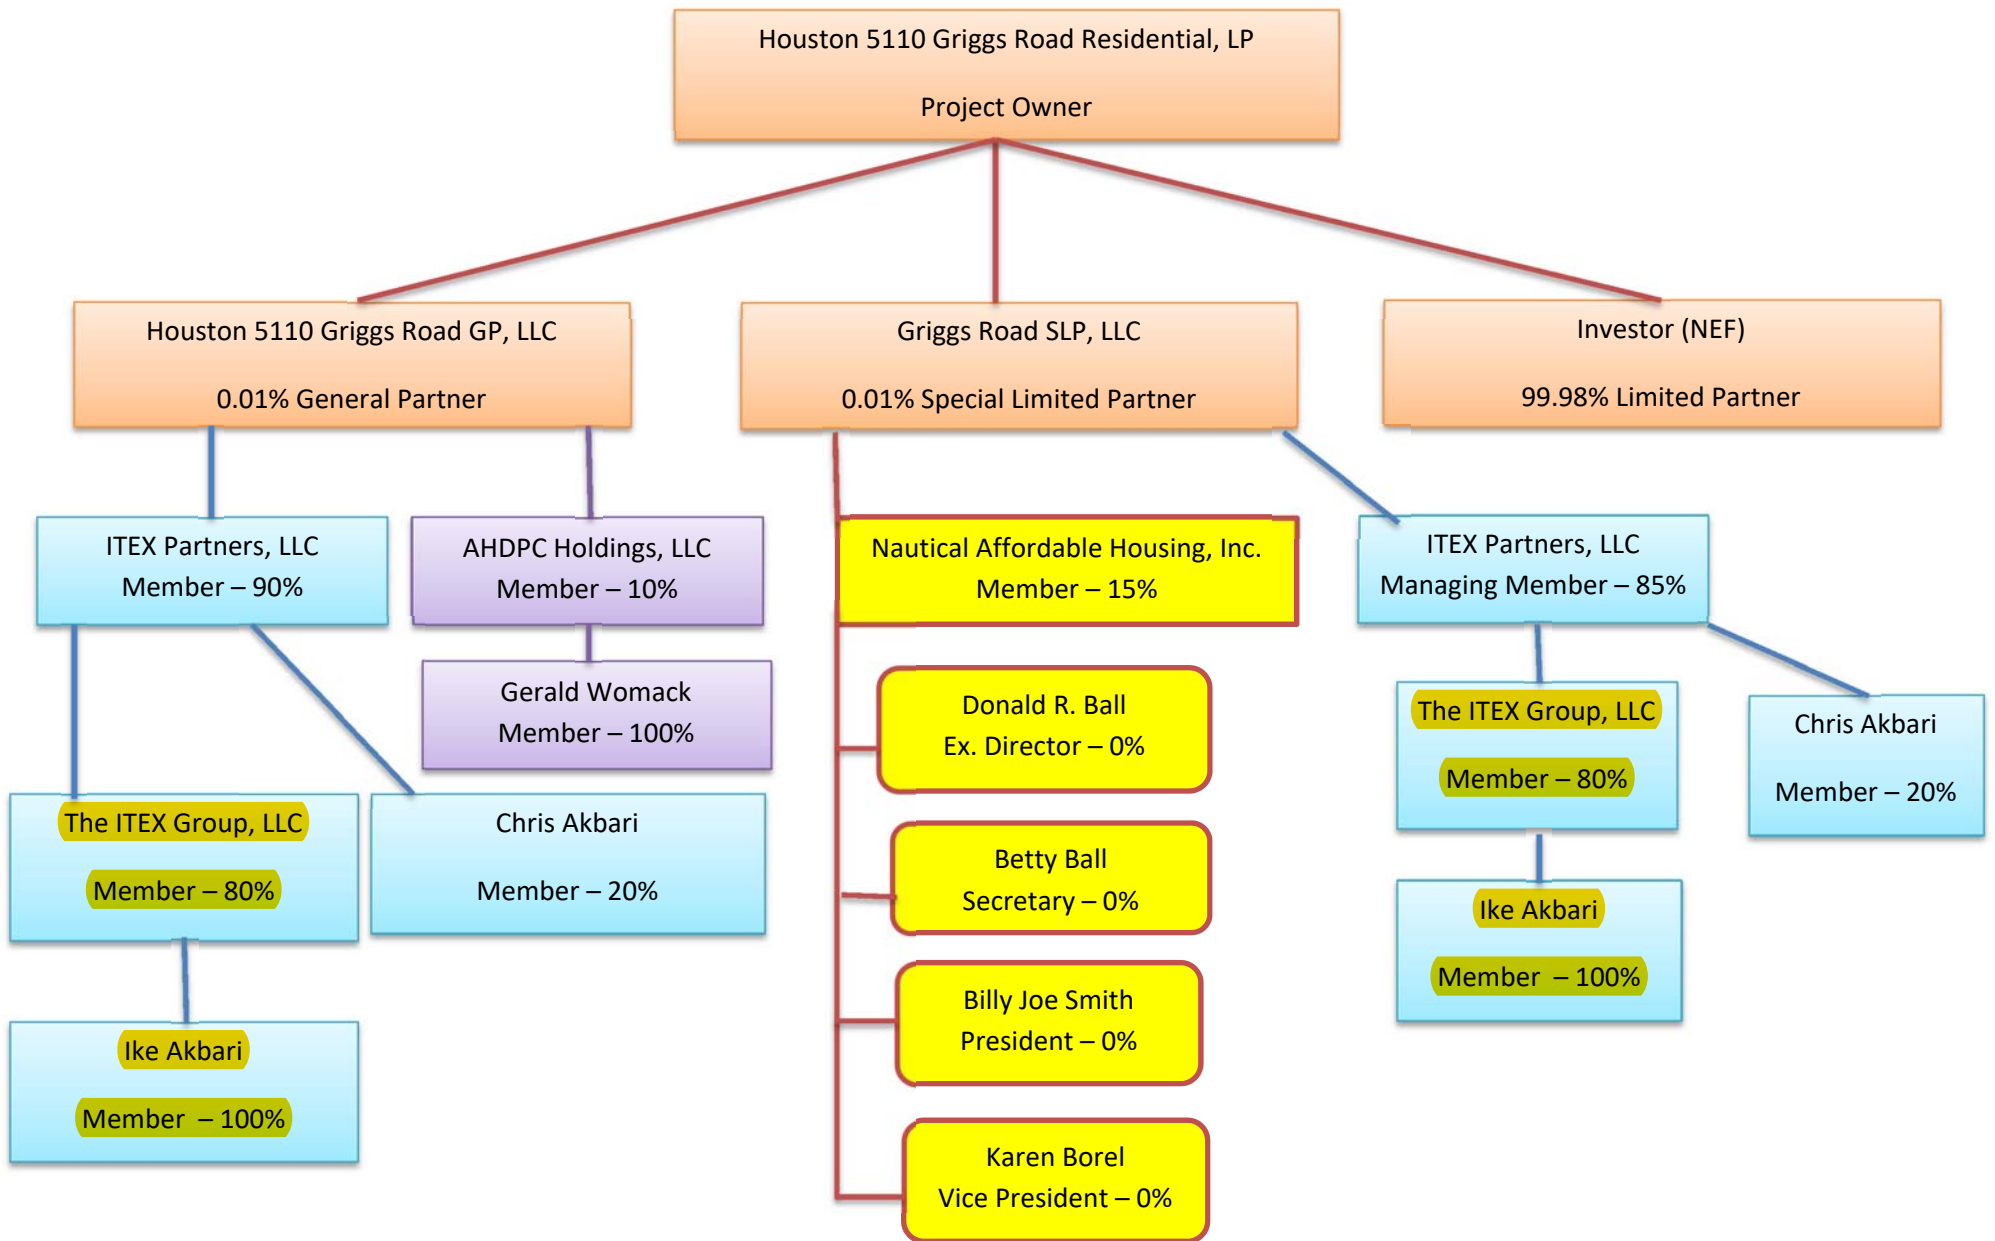 Houston 5110 Griggs Road Residential, LP
Project Owner
Houston 5110 Griggs Road GP, LLC
0.01% General Partner
Griggs Road SLP, LLC
0.01% Special Limited Partner
Investor (NEF)
99.98% Limited Partner
ITEX Partners, LLC
Member – 90%
AHDPC Holdings, LLC
Member – 10%
Nautical Affordable Housing, Inc.
Member – 15%
ITEX Partners, LLC
Managing Member – 85%
Gerald Womack
Member – 100%
The ITEX Group, LLC
Member – 80%
Chris Akbari
Member – 20%
Ike Akbari
Member – 100%
Donald R. Ball
Ex. Director – 0%
Betty Ball
Secretary – 0%
Billy Joe Smith
President – 0%
Karen Borel
Vice President – 0%
The ITEX Group, LLC
Member – 80%
Chris Akbari
Member – 20%
Ike Akbari
Member – 100%